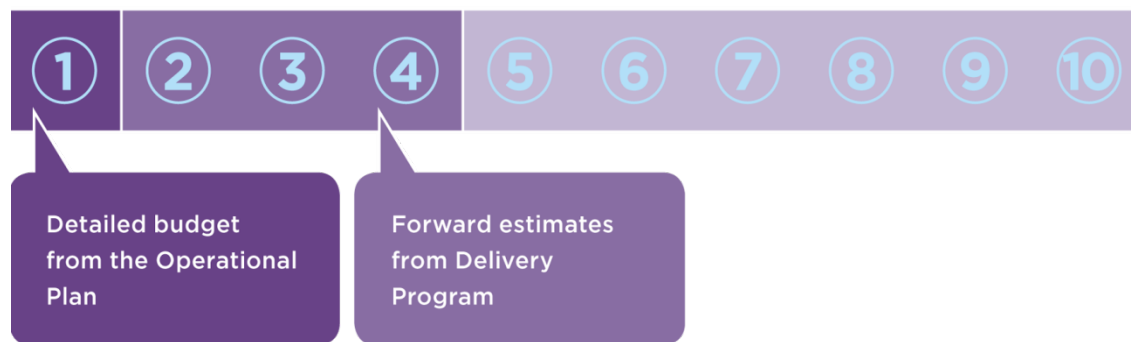 1 2 3 4 5 6 7 8 9 10
Detailed budget
from the Operational
Plan
Forward estimates
from Delivery
Program